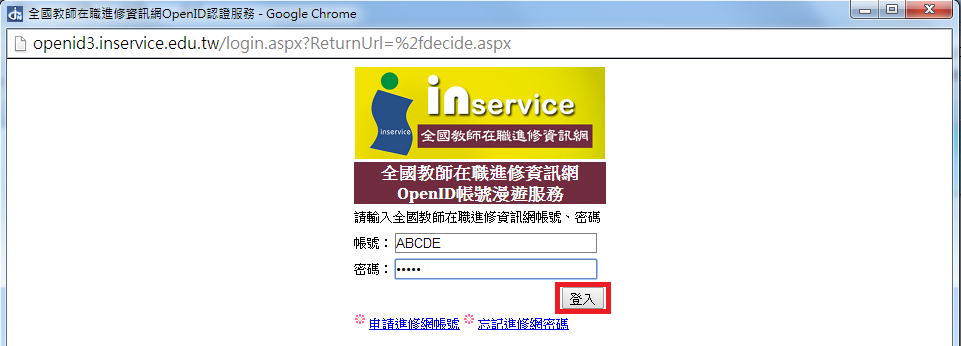 全國教師在職進修資訊網OpenID認證服務 - Google Chrome
openid3.inservice.edu.tw/login.aspx?ReturnUrl=%2fdecide.aspx
inservice
inservice
全國教師在職進修資訊網
全國教師在職進修資訊網
OpenID帳號漫遊服務
請輸入全國教師在職進修資訊網帳號、密碼
帳號：ABCDE
密碼：•••••
登入
申請進修網帳號 忘記進修網密碼